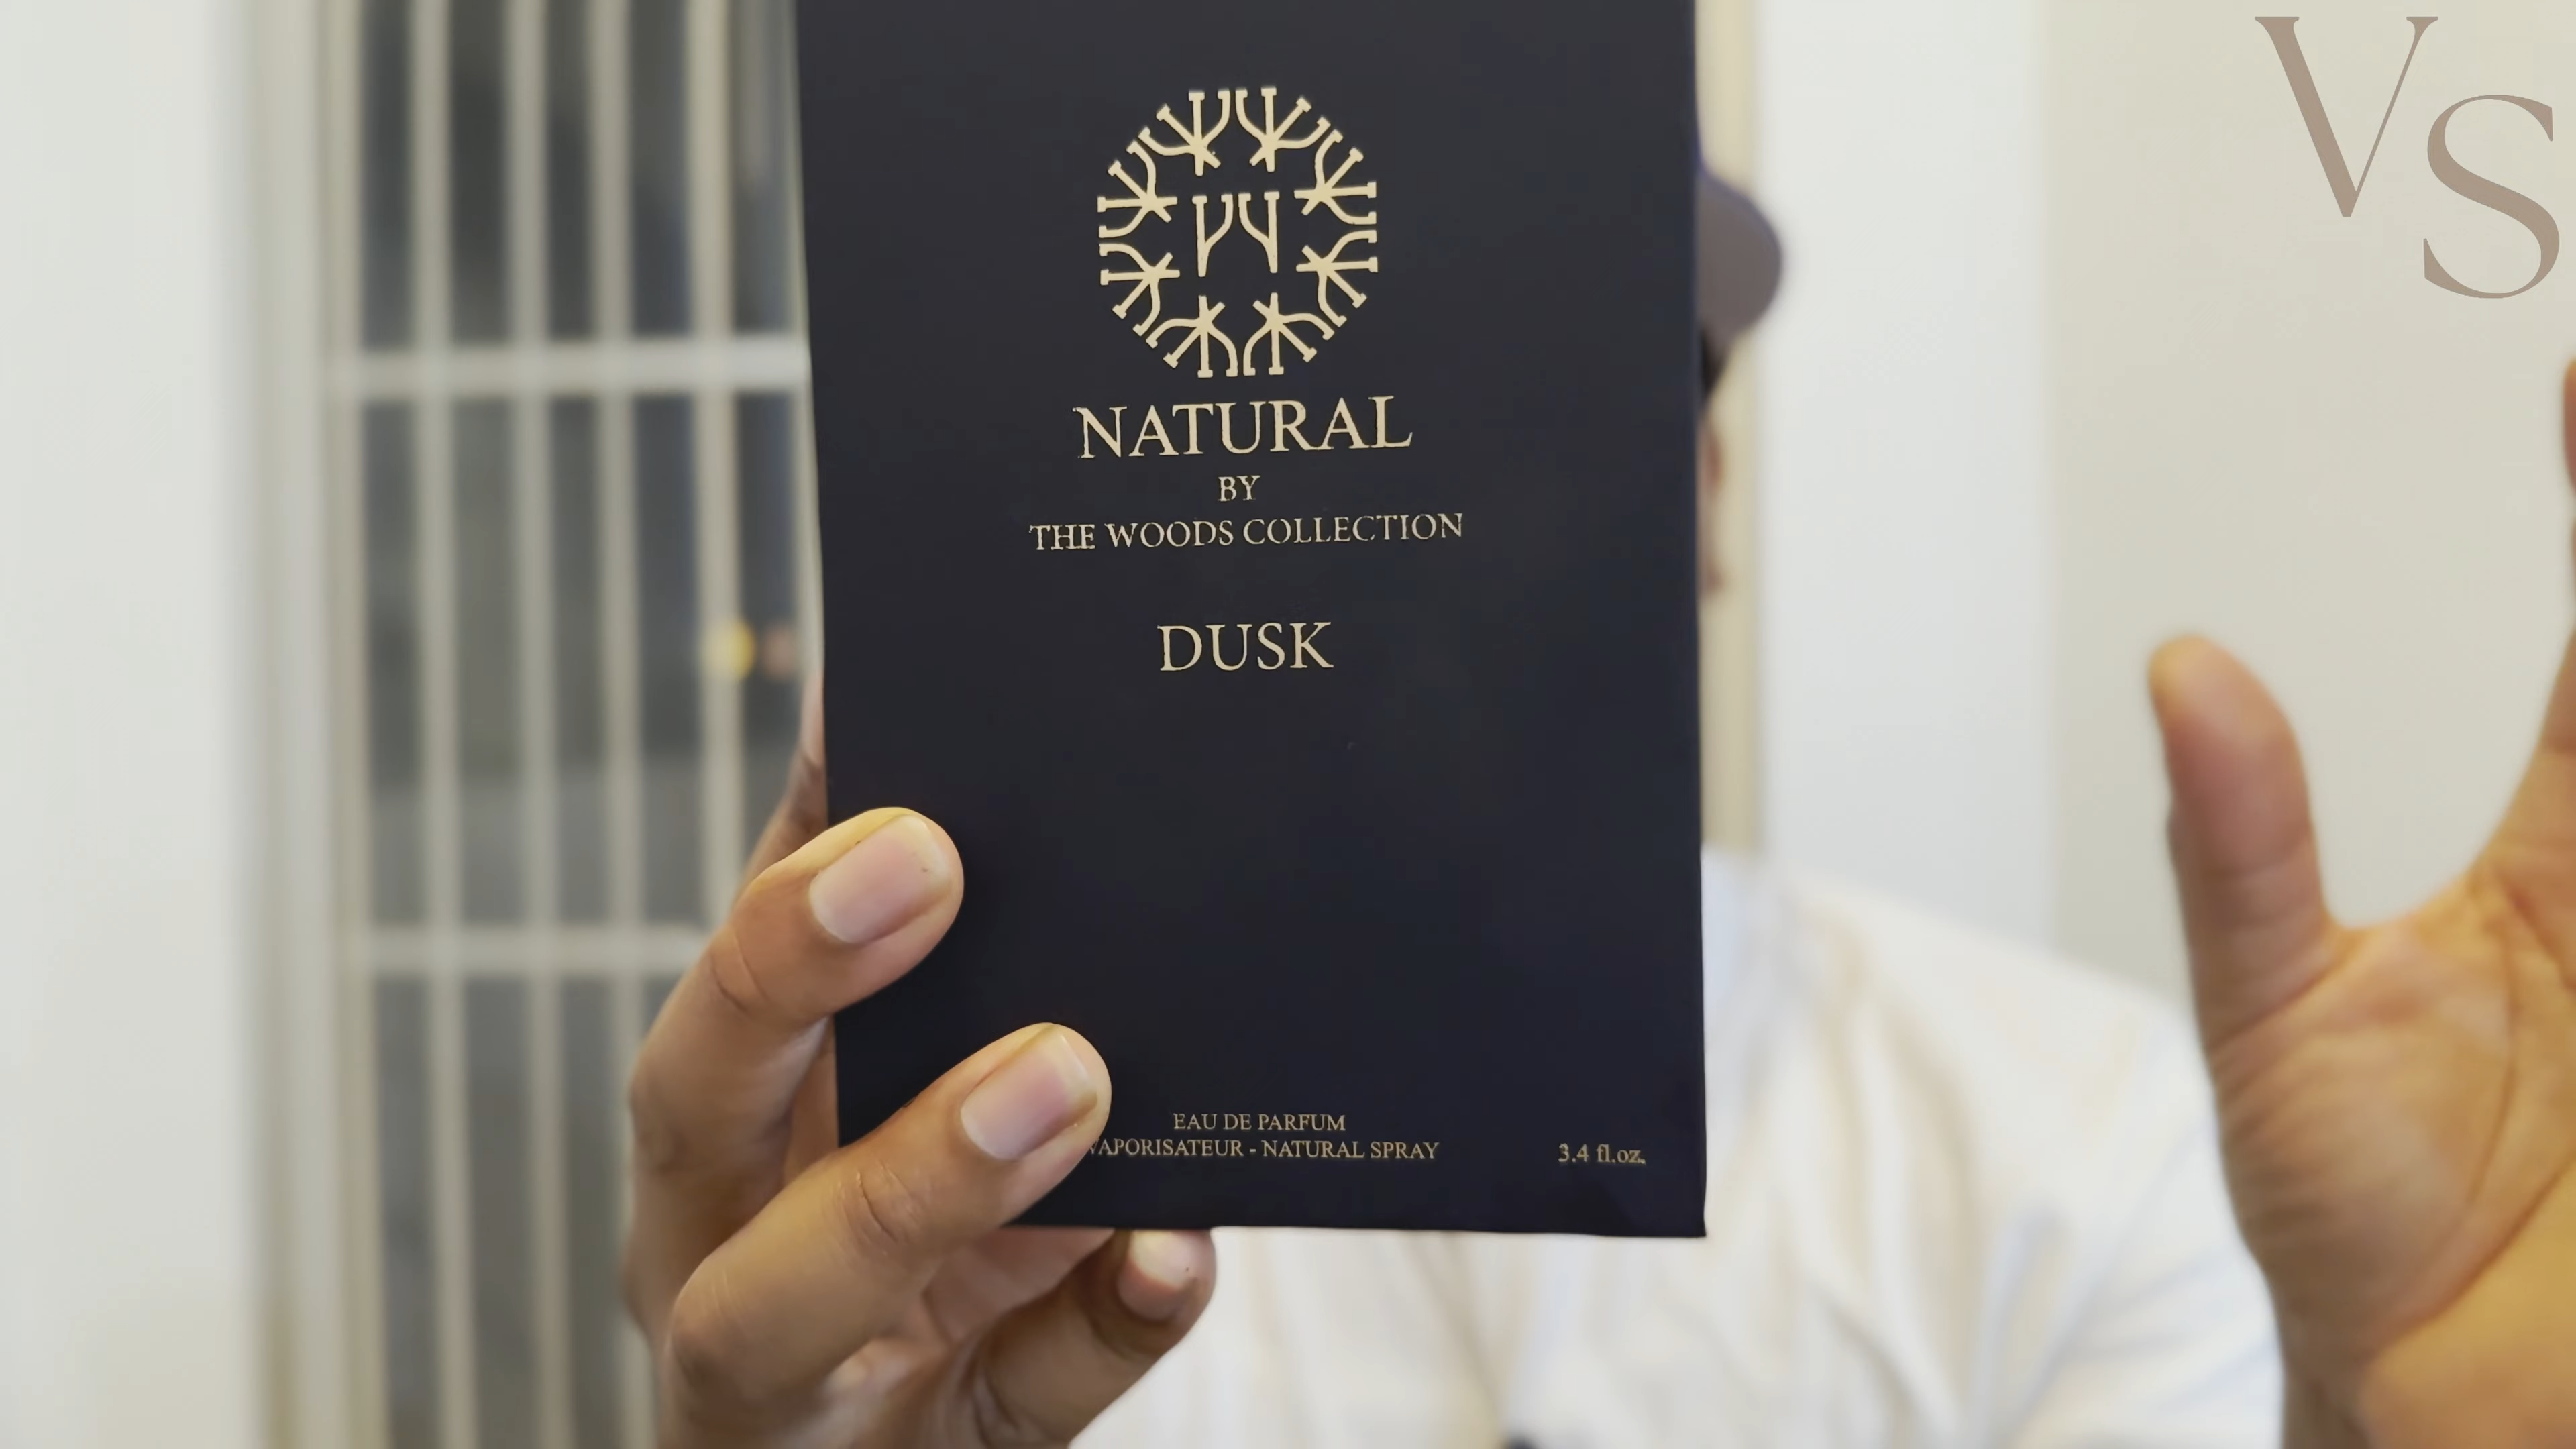 VS
NATURAL
BY
THE WOODS COLLECTION
DUSK
EAU DE PARFUM
VAPORISATEUR - NATURAL SPRAY
3.4 fl.oz.